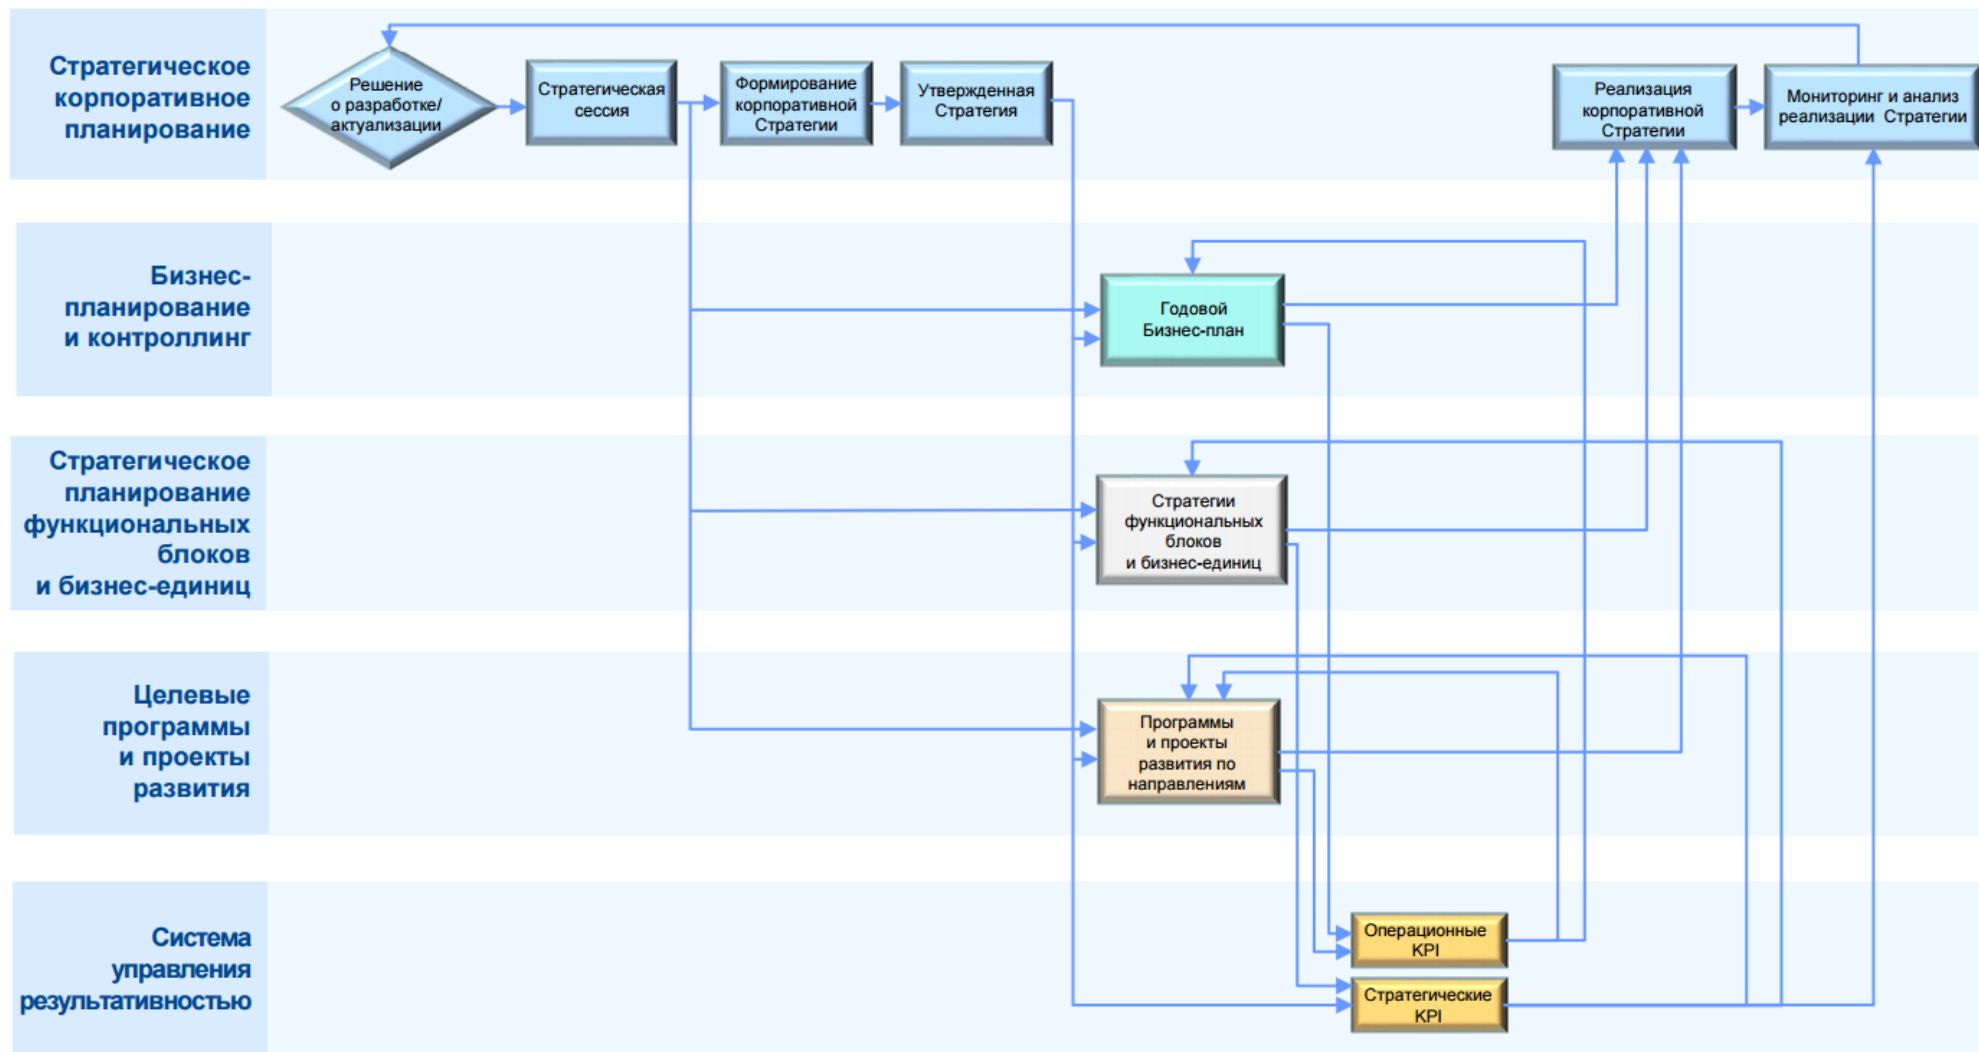 Стратегическое
корпоративное
планирование
Решение
о разработке/
актуализации
Стратегическая
сессия
Формирование
корпоративной
Стратегии
Утвержденная
Стратегия
Реализация
корпоративной
Стратегии
Мониторинг и анализ
реализации Стратегии
Бизнес-
планирование
и контроллинг
Годовой
Бизнес-план
Стратегическое
планирование
функциональных
блоков
и бизнес-единиц
Стратегии
функциональных
блоков
и бизнес-единиц
Целевые
программы
и проекты
развития
Программы
и проекты
развития по
направлениям
Система
управления
результативностью
Операционные
KPI
Стратегические
KPI